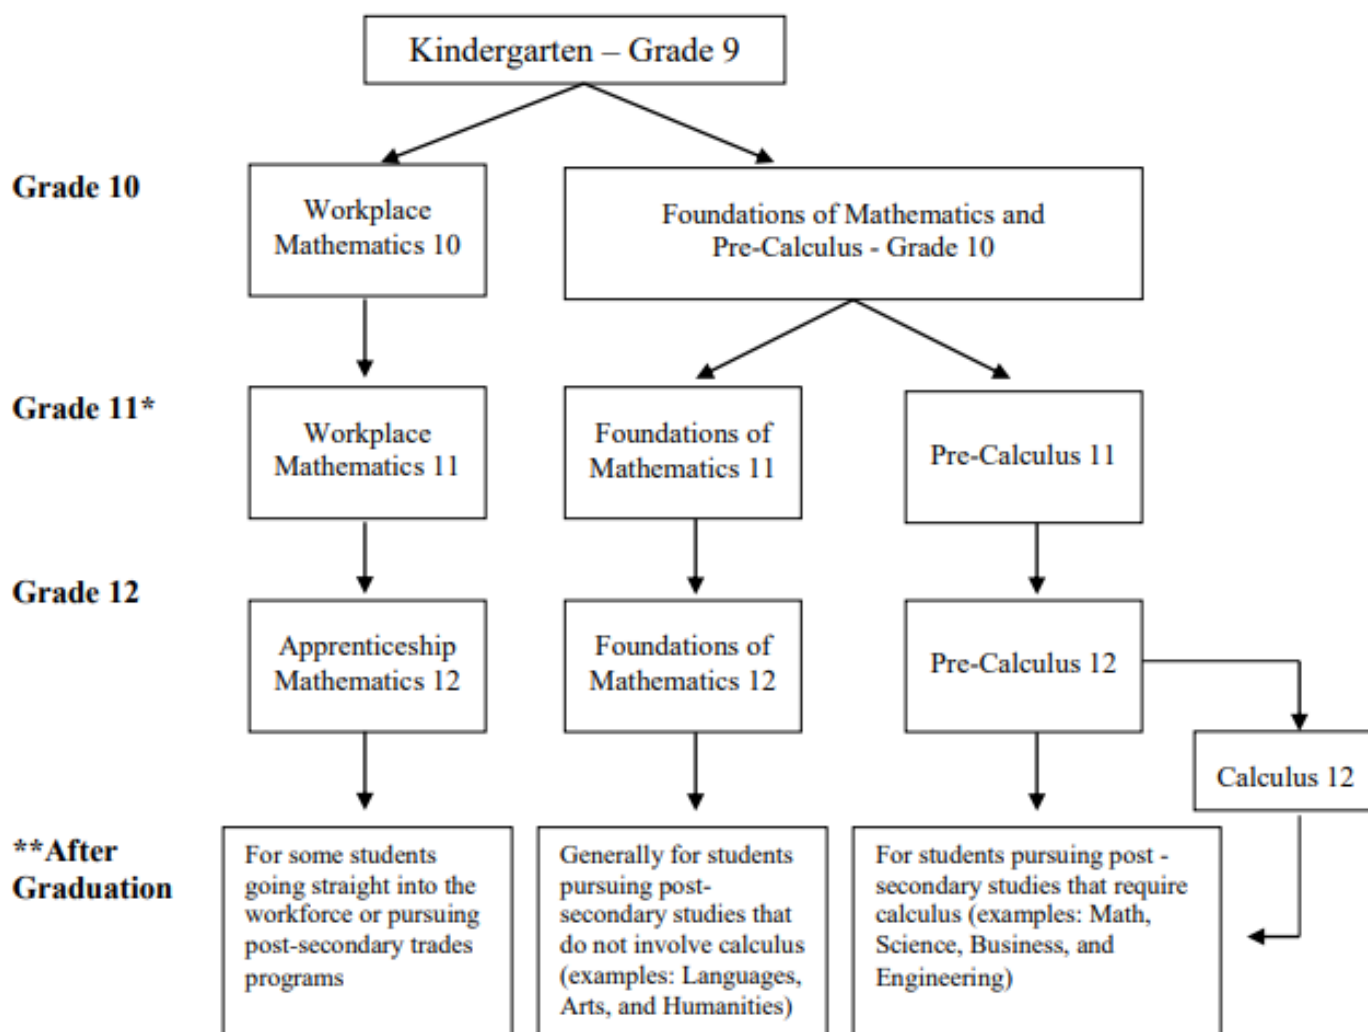 Kindergarten – Grade 9
Grade 10
Workplace
Mathematics 10
Foundations of Mathematics and
Pre-Calculus - Grade 10
Grade 11*
Workplace
Mathematics 11
Foundations of
Mathematics 11
Pre-Calculus 11
Grade 12
Apprenticeship
Mathematics 12
Foundations of
Mathematics 12
Pre-Calculus 12
Calculus 12
**After
Graduation
For some students
going straight into the
workforce or pursuing
post-secondary trades
programs
Generally for students
pursuing post-
secondary studies that
do not involve calculus
(examples: Languages,
Arts, and Humanities)
For students pursuing post -
secondary studies that require
calculus (examples: Math,
Science, Business, and
Engineering)